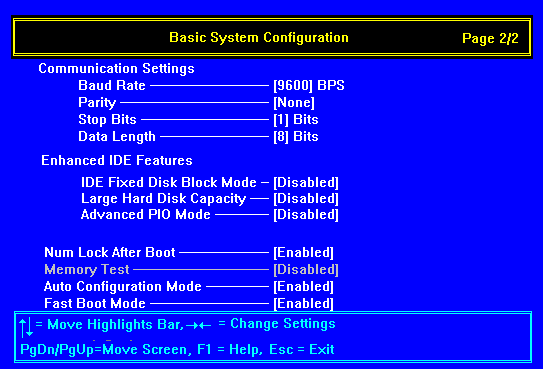 Basic System Configuration Page 2/2
Communication Settings
Baud Rate [9600] BPS
Parity [None]
Stop Bits [1] Bits
Data Length [8] Bits
Enhanced IDE Features
IDE Fixed Disk Block Mode [Disabled]
Large Hard Disk Capacity [Disabled]
Advanced PIO Mode [Disabled]
Num Lock After Boot [Enabled]
Memory Test [Disabled]
Auto Configuration Mode [Enabled]
Fast Boot Mode [Enabled]
↑↓ = Move Highlights Bar, →← = Change Settings
PgDn/PgUp=Move Screen, F1 = Help, Esc = Exit